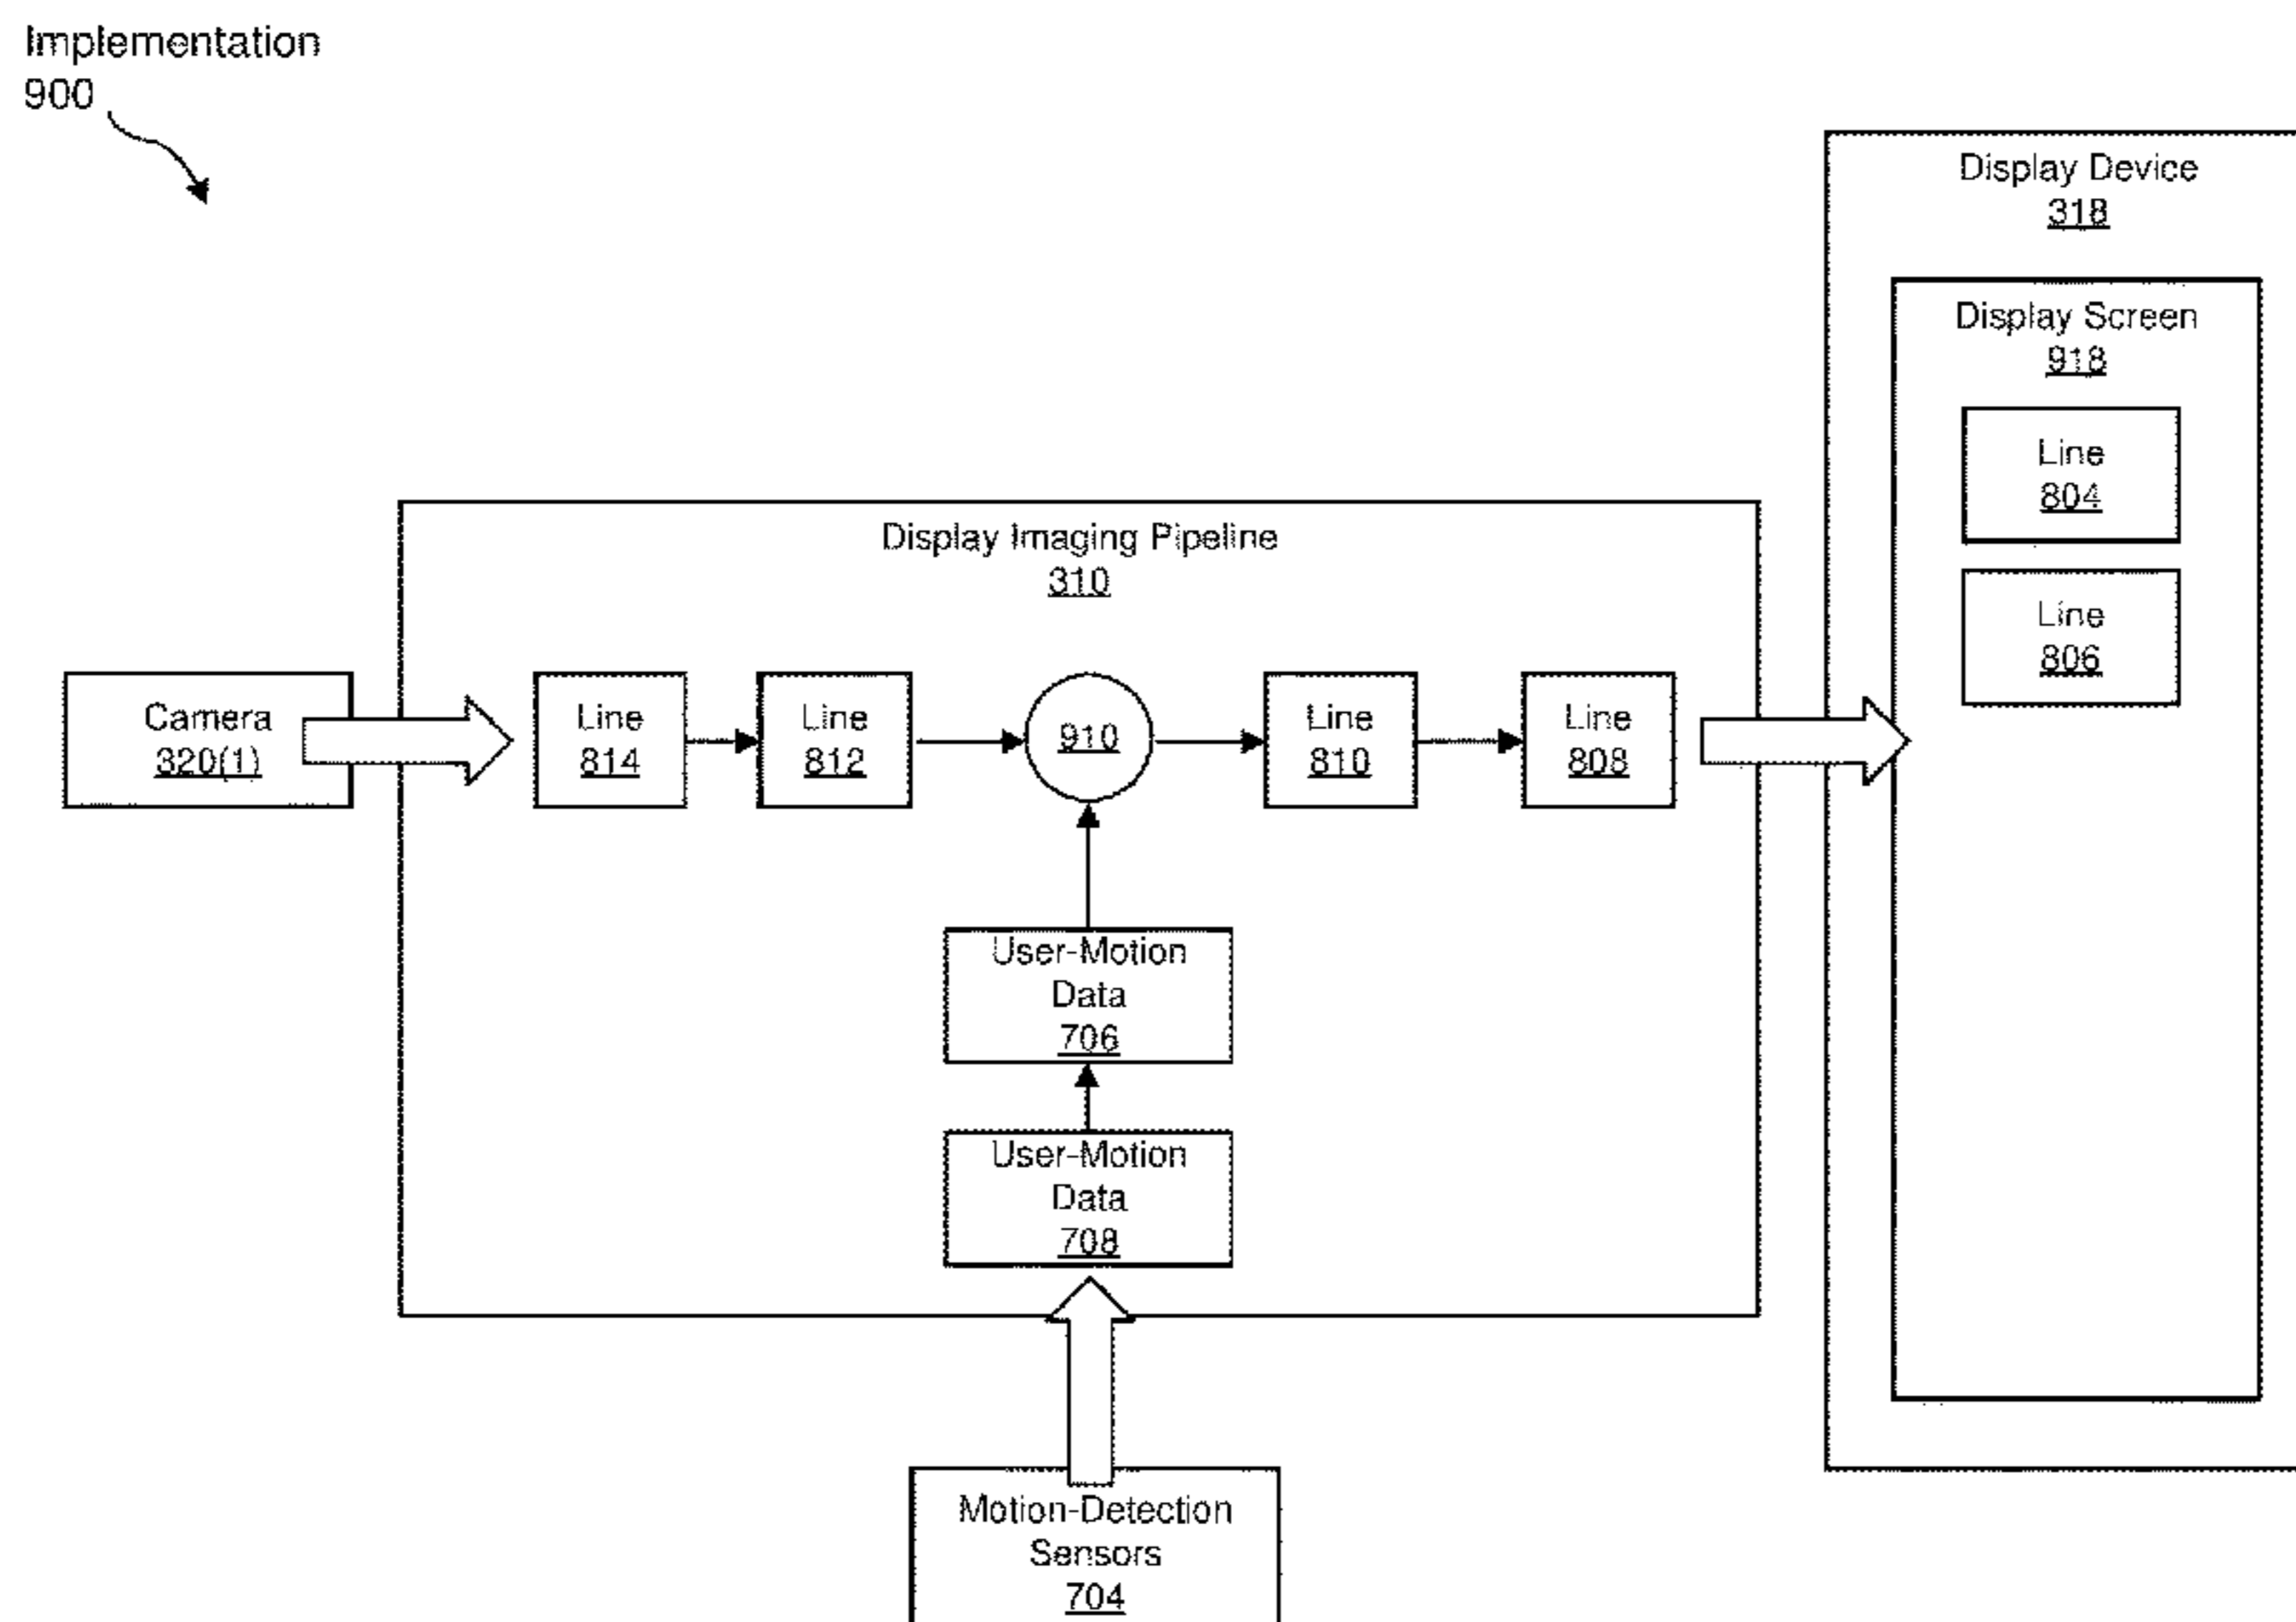 Implementation
900
Display Device
318
Display Screen
918
Line
804
Line
806
Display Imaging Pipeline
310
Camera
320(1)
Line
814
Line
812
910
Line
810
Line
808
User-Motion
Data
706
User-Motion
Data
708
Motion-Detection
Sensors
704